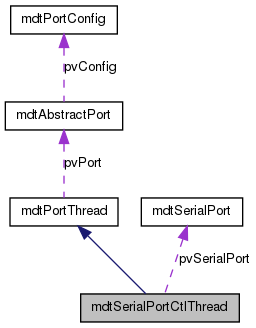 mdtPortConfig
pvConfig
mdtAbstractPort
pvPort
mdtPortThread
mdtSerialPort
pvSerialPort
mdtSerialPortCtlThread